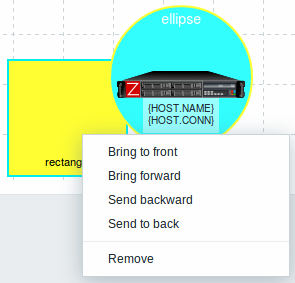 ellipse
Z
{HOST.NAME}
{HOST.CONN}
rectang
Bring to front
Bring forward
Send backward
Send to back
Remove